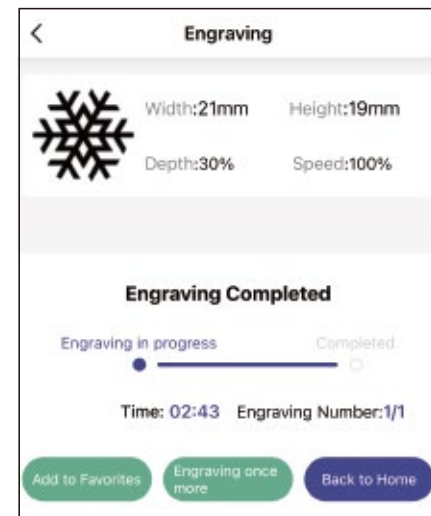 Engraving
Width:21mm Height:19mm
Depth:30% Speed:100%
Engraving Completed
Engraving in progress Completed
Time: 02:43 Engraving Number:1/1
Add to Favorites
Engraving once
more
Back to Home